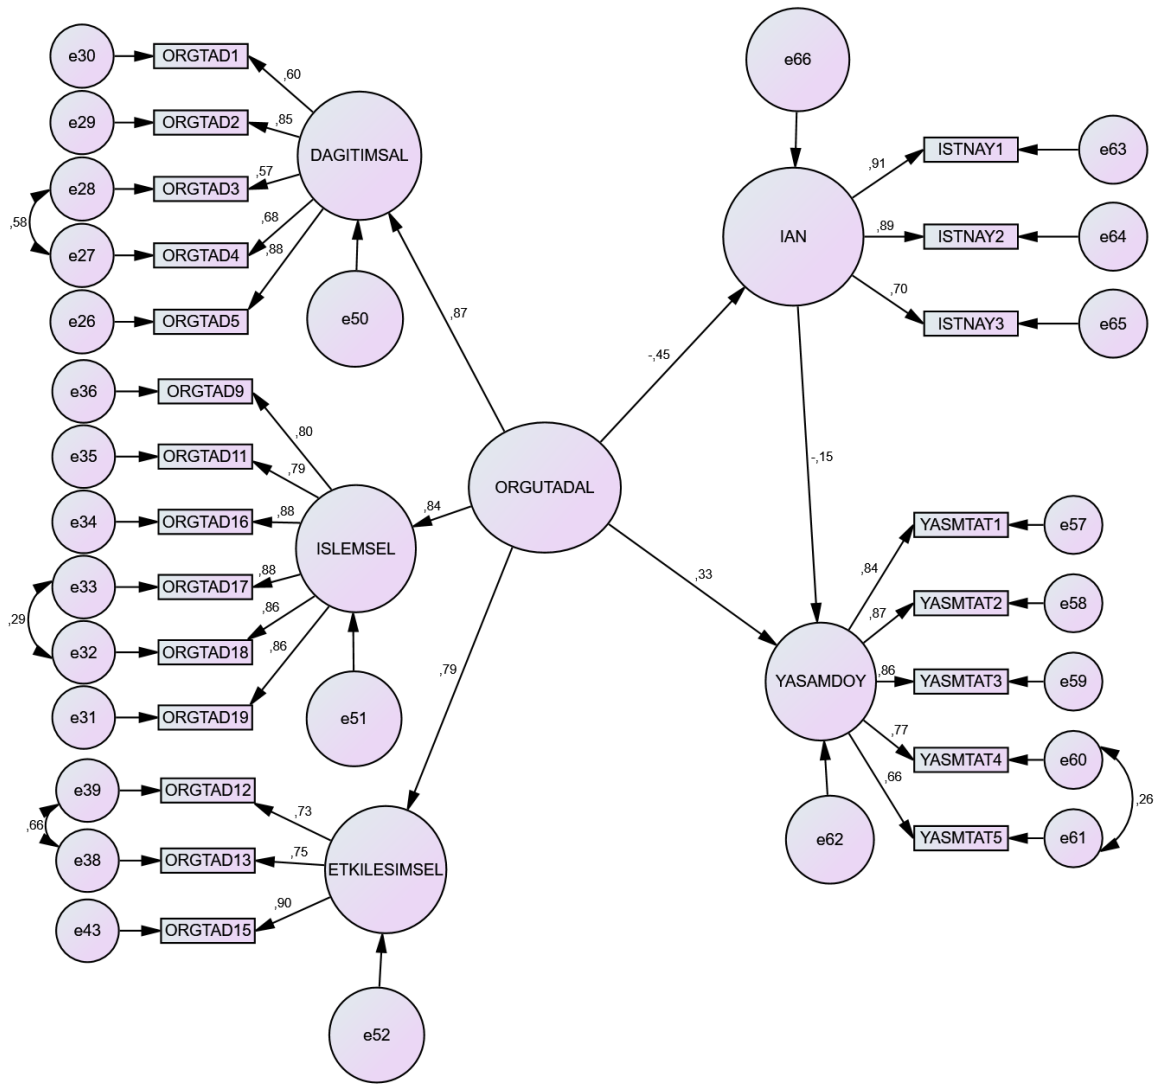 e30
ORGTAD1
,60
e29
ORGTAD2
,85
DAGITIMSAL
e28
ORGTAD3
,57
,58
e27
ORGTAD4
,68
e26
ORGTAD5
,88
e50
,87
e36
ORGTAD9
,80
e35
ORGTAD11
,79
e34
ORGTAD16
,88
ISLEMSEL
,84
e33
ORGTAD17
,88
,29
e32
ORGTAD18
,86
e31
ORGTAD19
,86
e51
,79
e39
ORGTAD12
,73
,66
e38
ORGTAD13
,75
ETKILESIMSEL
e43
ORGTAD15
,90
e52
ORGUTADAL
e66
IAN
-,45
,91
ISTNAY1
e63
,89
ISTNAY2
e64
,70
ISTNAY3
e65
-,15
,33
YASAMDOY
,84
YASMTAT1
e57
,87
YASMTAT2
e58
,86
YASMTAT3
e59
,77
YASMTAT4
e60
,26
,66
YASMTAT5
e61
e62